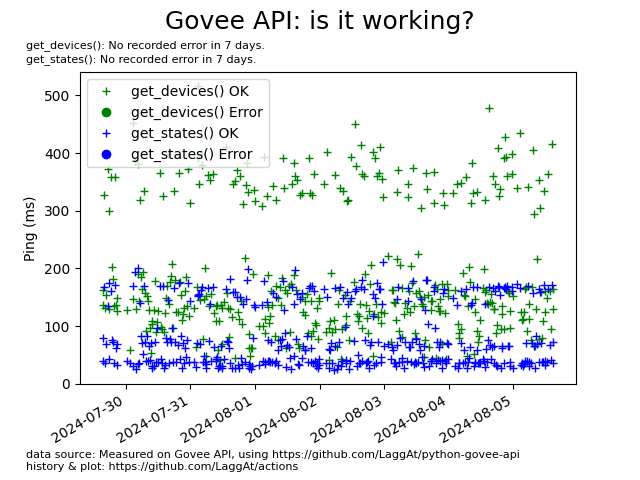 Govee API: is it working?
get_devices(): No recorded error in 7 days.
get_states(): No recorded error in 7 days.
get_devices() OK
get_devices() Error
get_states() OK
get_states() Error
Ping (ms)
500
400
300
200
100
0
2024-07-30
2024-07-31
2024-08-01
2024-08-02
2024-08-03
2024-08-04
2024-08-05
data source: Measured on Govee API, using https://github.com/LaggAt/python-govee-api
history & plot: https://github.com/LaggAt/actions